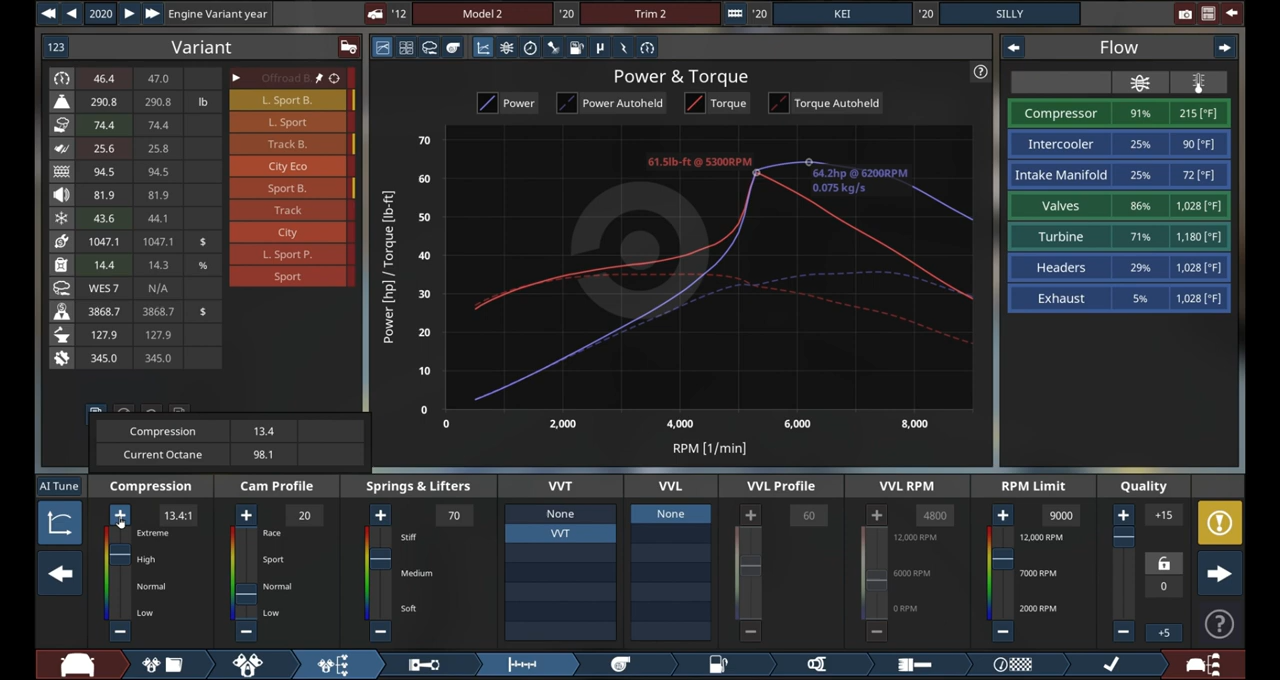 2020 Engine Variant year '12 Model 2 '20 Trim 2 '20 KEI '20 SILLY
123 Variant
46.4 47.0
290.8 290.8 lb
74.4 74.4
25.6 25.8
94.5 94.5
81.9 81.9
43.6 44.1
1047.1 1047.1 $
14.4 14.3 %
WES 7 N/A
3868.7 3868.7 $
127.9 127.9
345.0 345.0
Offroad B.
L. Sport B.
L. Sport
Track B.
City Eco
Sport B.
Track
City
L. Sport P.
Sport
Compression 13.4
Current Octane 98.1
Power & Torque
Power Power Autoheld Torque Torque Autoheld
Power [hp] / Torque [lb-ft]
70
60
50
40
30
20
10
0
61.5lb-ft @ 5300RPM
64.2hp @ 6200RPM
0.075 kg/s
0 2,000 4,000 6,000 8,000
RPM [1/min]
Flow
Compressor 91% 215 [°F]
Intercooler 25% 90 [°F]
Intake Manifold 25% 72 [°F]
Valves 86% 1,028 [°F]
Turbine 71% 1,180 [°F]
Headers 29% 1,028 [°F]
Exhaust 5% 1,028 [°F]
AI Tune
Compression
13.4:1
Extreme
High
Normal
Low
Cam Profile
20
Race
Sport
Normal
Low
Springs & Lifters
70
Stiff
Medium
Soft
VVT
None
VVT
VVL
None
VVL Profile
60
VVL RPM
4800
12,000 RPM
6000 RPM
0 RPM
RPM Limit
9000
12,000 RPM
7000 RPM
2000 RPM
Quality
+15
0
+5